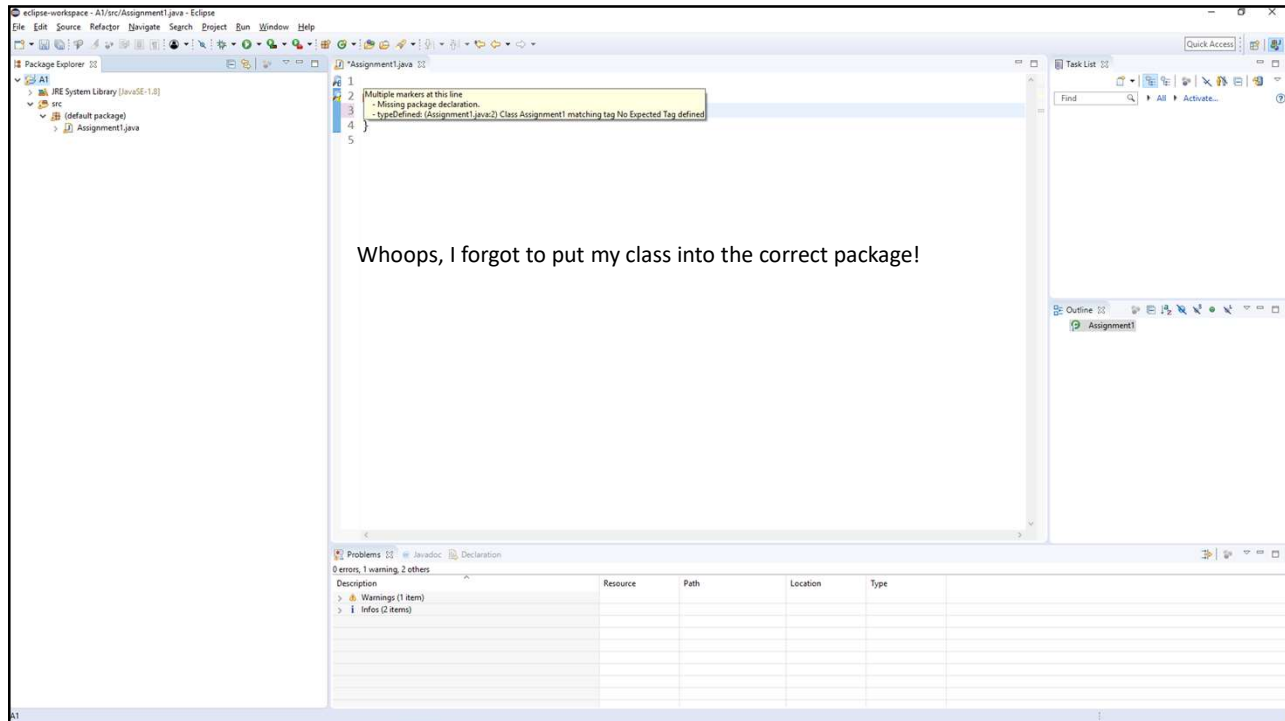 eclipse-workspace - A1/src/Assignment1.java - Eclipse
File Edit Source Refactor Navigate Search Project Run Window Help
Quick Access
Package Explorer
A1
JRE System Library [JavaSE-1.8]
src
(default package)
Assignment1.java
*Assignment1.java
1
2
3
4 }
5
Multiple markers at this line
- Missing package declaration.
- typeDefined: (Assignment1.java:2) Class Assignment1 matching tag No Expected Tag defined
Whoops, I forgot to put my class into the correct package!
Task List
Find All Activate...
Outline
Assignment1
Problems Javadoc Declaration
0 errors, 1 warning, 2 others
Description Resource Path Location Type
Warnings (1 item)
Infos (2 items)
A1